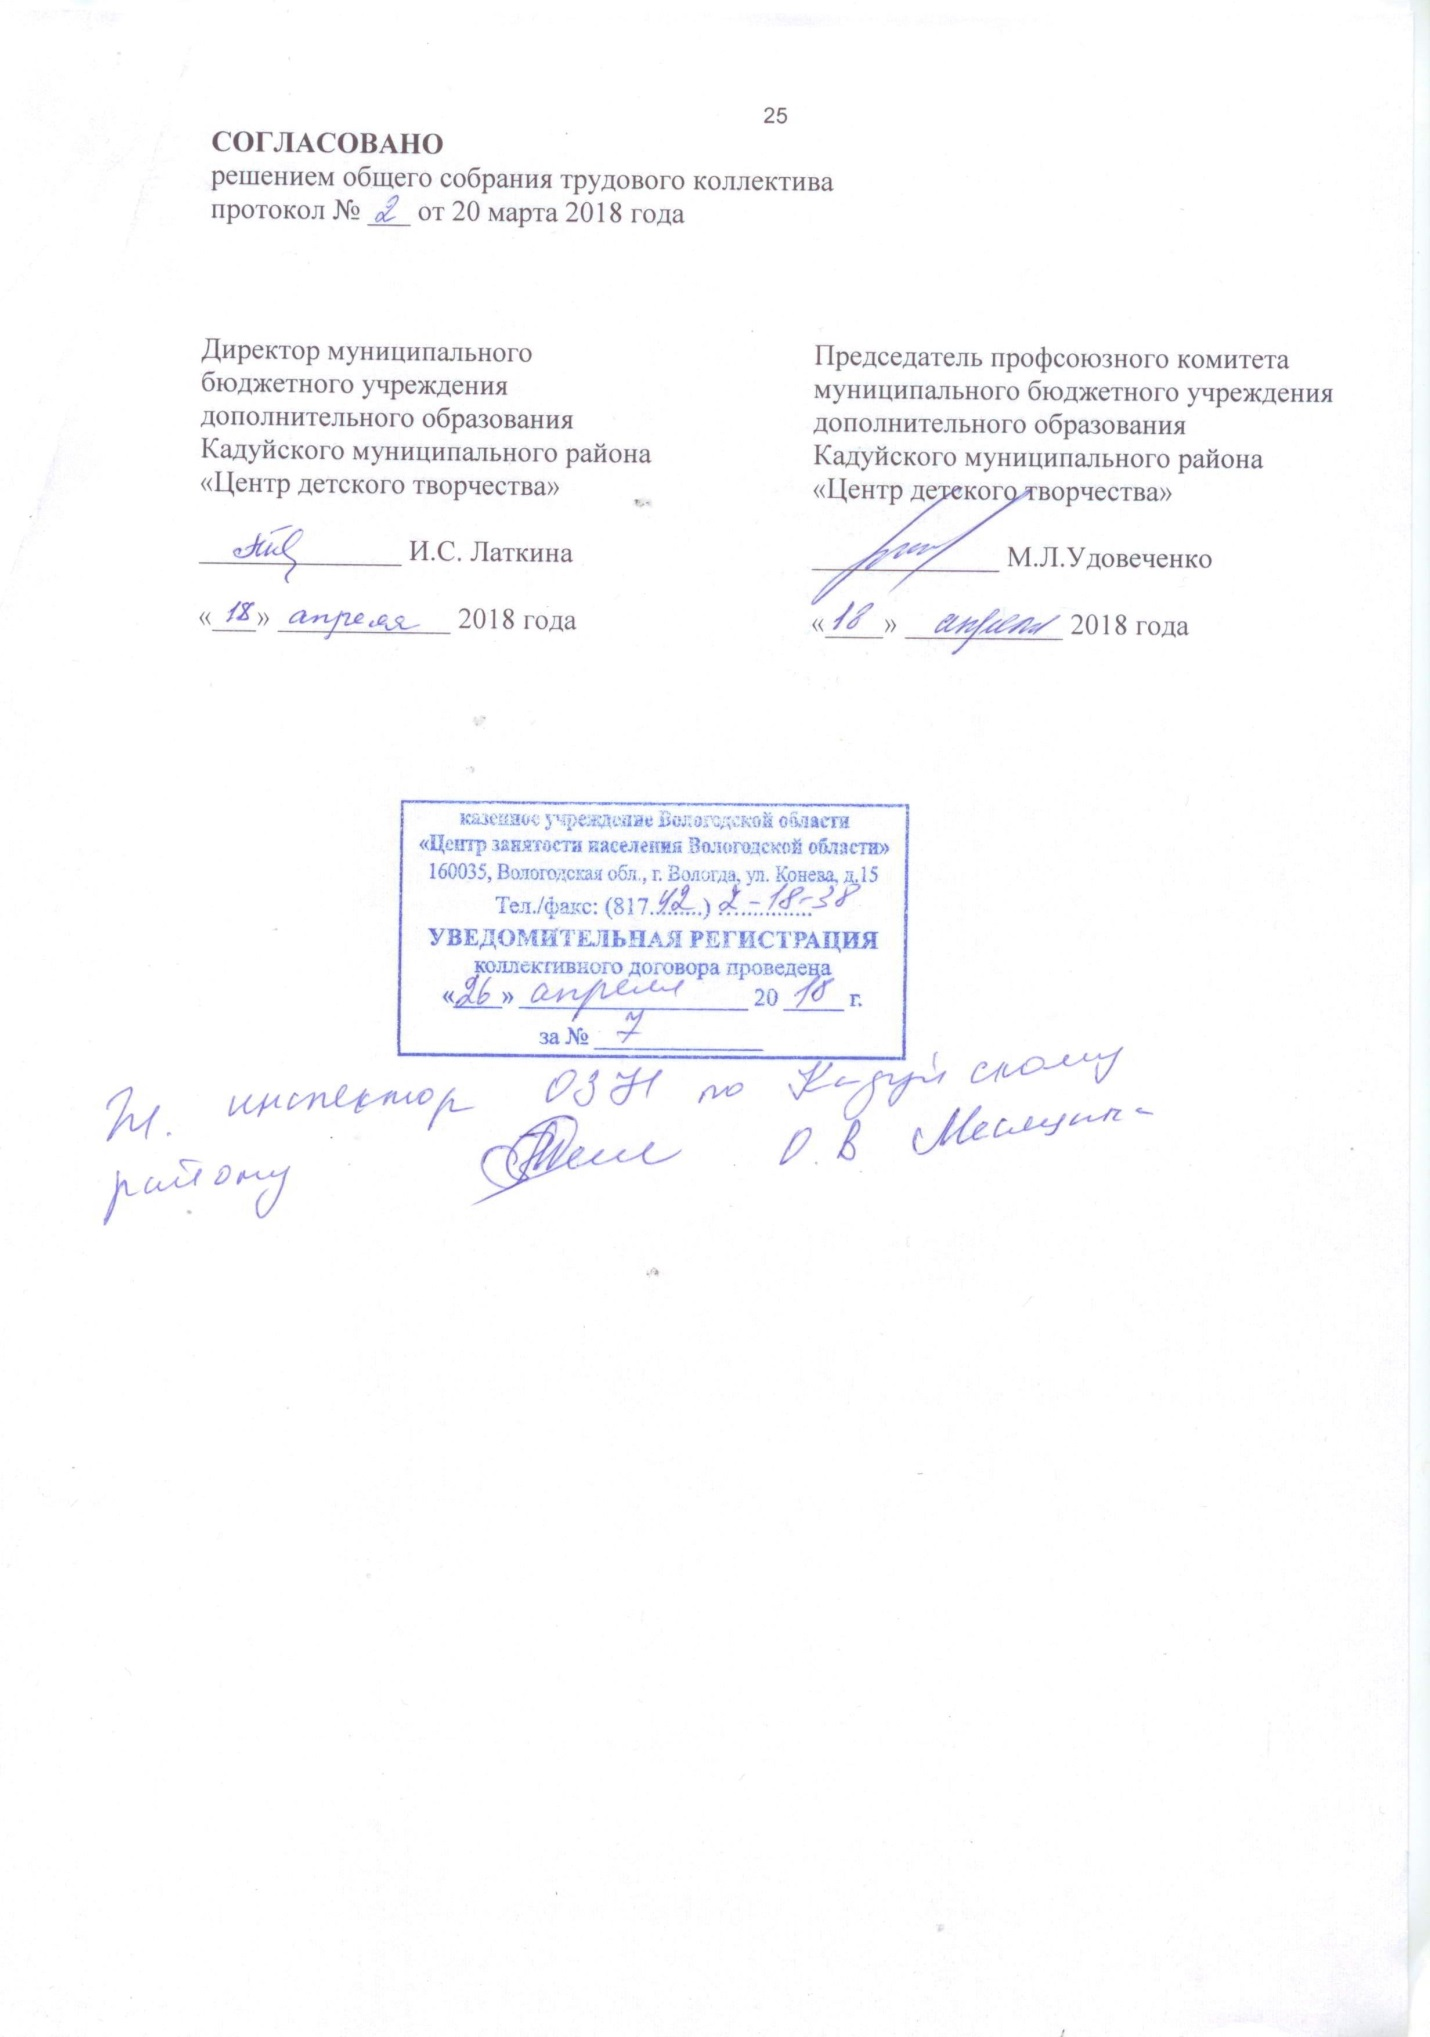 25
СОГЛАСОВАНО
решением общего собрания трудового коллектива
протокол № 2 от 20 марта 2018 года
Директор муниципального
бюджетного учреждения
дополнительного образования
Кадуйского муниципального района
«Центр детского творчества»
И.С. Латкина
«18» апреля 2018 года
Председатель профсоюзного комитета
муниципального бюджетного учреждения
дополнительного образования
Кадуйского муниципального района
«Центр детского творчества»
М.Л.Удовеченко
«18» апреля 2018 года
казенное учреждение Вологодской области
«Центр занятости населения Вологодской области»
160035, Вологодская обл., г. Вологда, ул. Конева, д.15
Тел./факс: (817.42) 2-18-38
УВЕДОМИТЕЛЬНАЯ РЕГИСТРАЦИЯ
коллективного договора проведена
«26» апреля 2018 г.
за № 7
инспектор ОЗН по Кадуйскому
району О.В